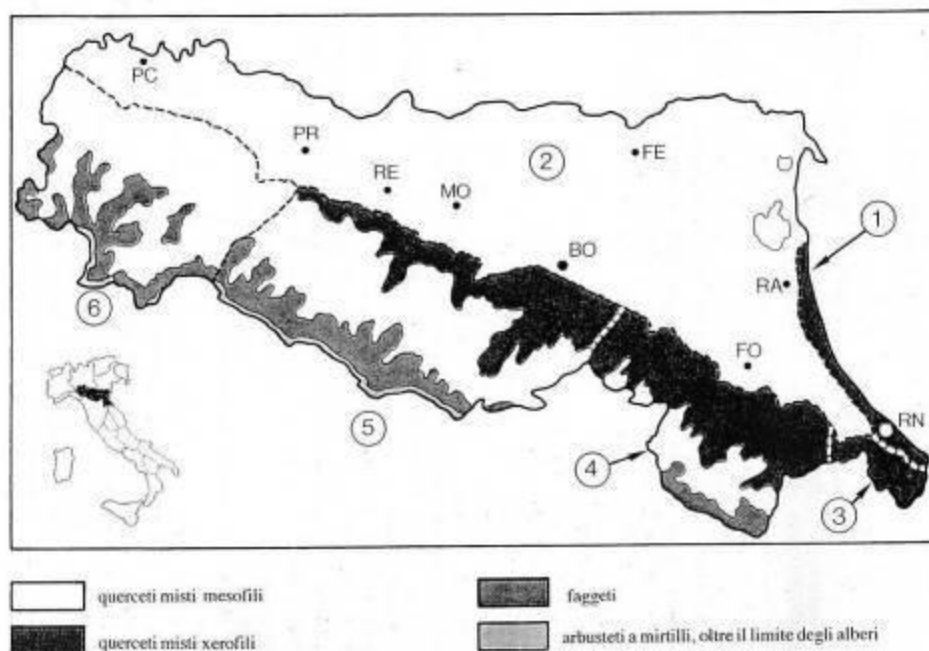 PC
PR
RE
MO
2
FE
1
BO
RA
6
FO
RN
5
4
3
querceti misti mesofili
faggeti
querceti misti xerofili
arbusteti a mirtilli, oltre il limite degli alberi